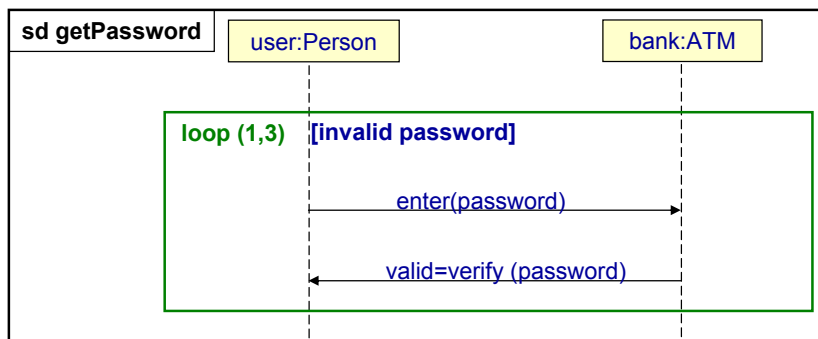 sd getPassword
user:Person
bank:ATM
loop (1,3) [invalid password]
enter(password)
valid=verify (password)